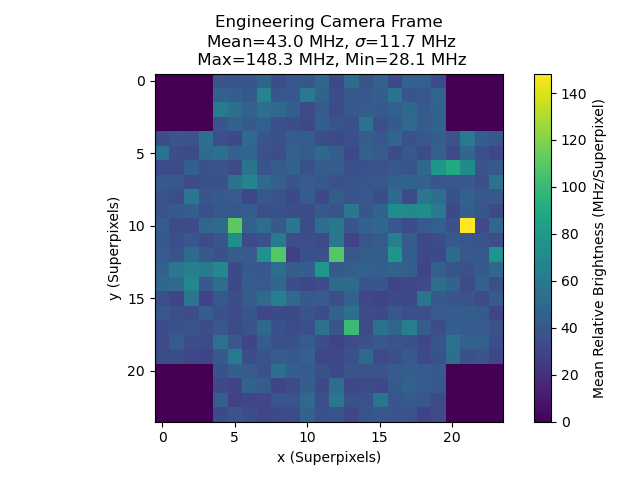 Engineering Camera Frame
Mean=43.0 MHz, σ=11.7 MHz
Max=148.3 MHz, Min=28.1 MHz
0
5
10
15
20
y (Superpixels)
0 5 10 15 20
x (Superpixels)
140
120
100
80
60
40
20
0
Mean Relative Brightness (MHz/Superpixel)